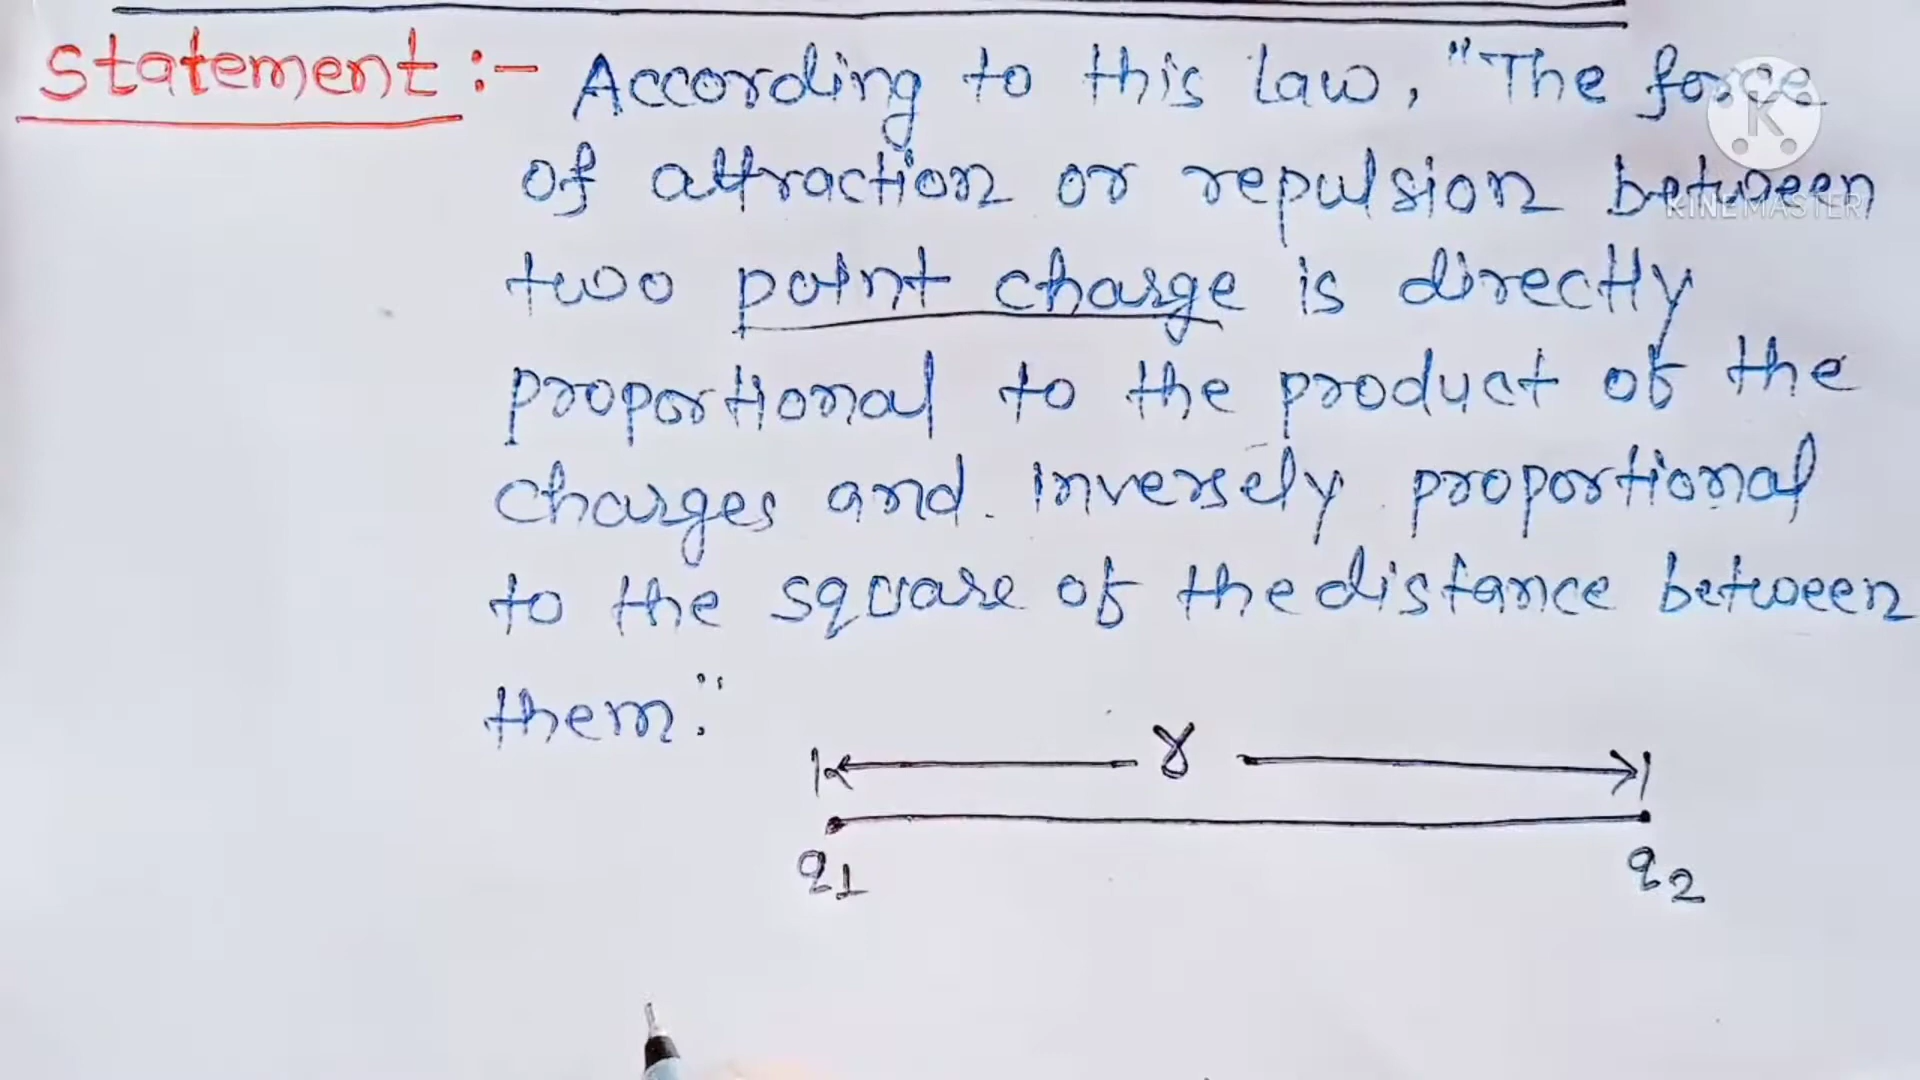 Statement :- According to this law, "The force
of attraction or repulsion between
two point charge is directly
proportional to the product of the
charges and inversely proportional
to the square of the distance between
them."
r
q1 q2
K
KINEMASTER